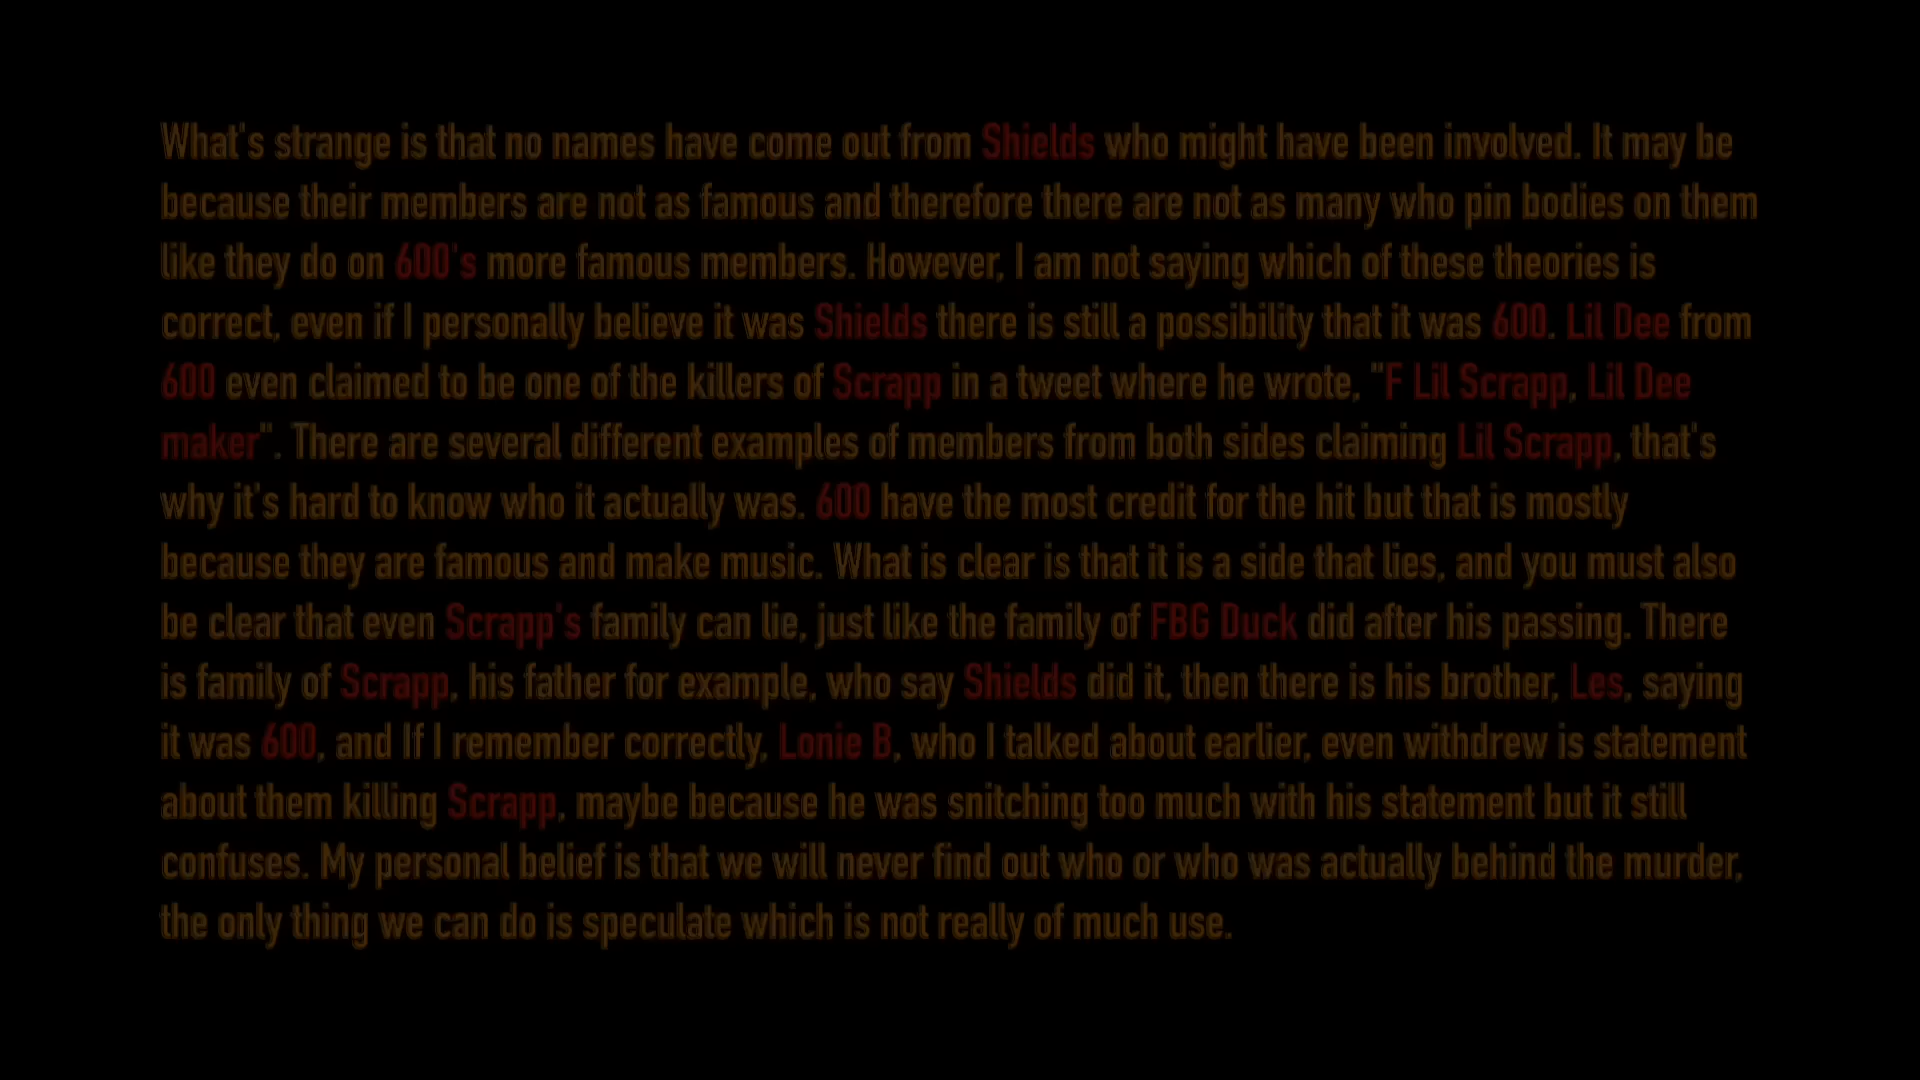 What's strange is that no names have come out from Shields who might have been involved. It may be
because their members are not as famous and therefore there are not as many who pin bodies on them
like they do on 600's more famous members. However, I am not saying which of these theories is
correct, even if I personally believe it was Shields there is still a possibility that it was 600. Lil Dee from
600 even claimed to be one of the killers of Scrapp in a tweet where he wrote, "F Lil Scrapp, Lil Dee
maker". There are several different examples of members from both sides claiming Lil Scrapp, that's
why it's hard to know who it actually was. 600 have the most credit for the hit but that is mostly
because they are famous and make music. What is clear is that it is a side that lies, and you must also
be clear that even Scrapp's family can lie, just like the family of FBG Duck did after his passing. There
is family of Scrapp, his father for example, who say Shields did it, then there is his brother, Les, saying
it was 600, and If I remember correctly, Lonie B, who I talked about earlier, even withdrew is statement
about them killing Scrapp, maybe because he was snitching too much with his statement but it still
confuses. My personal belief is that we will never find out who or who was actually behind the murder,
the only thing we can do is speculate which is not really of much use.